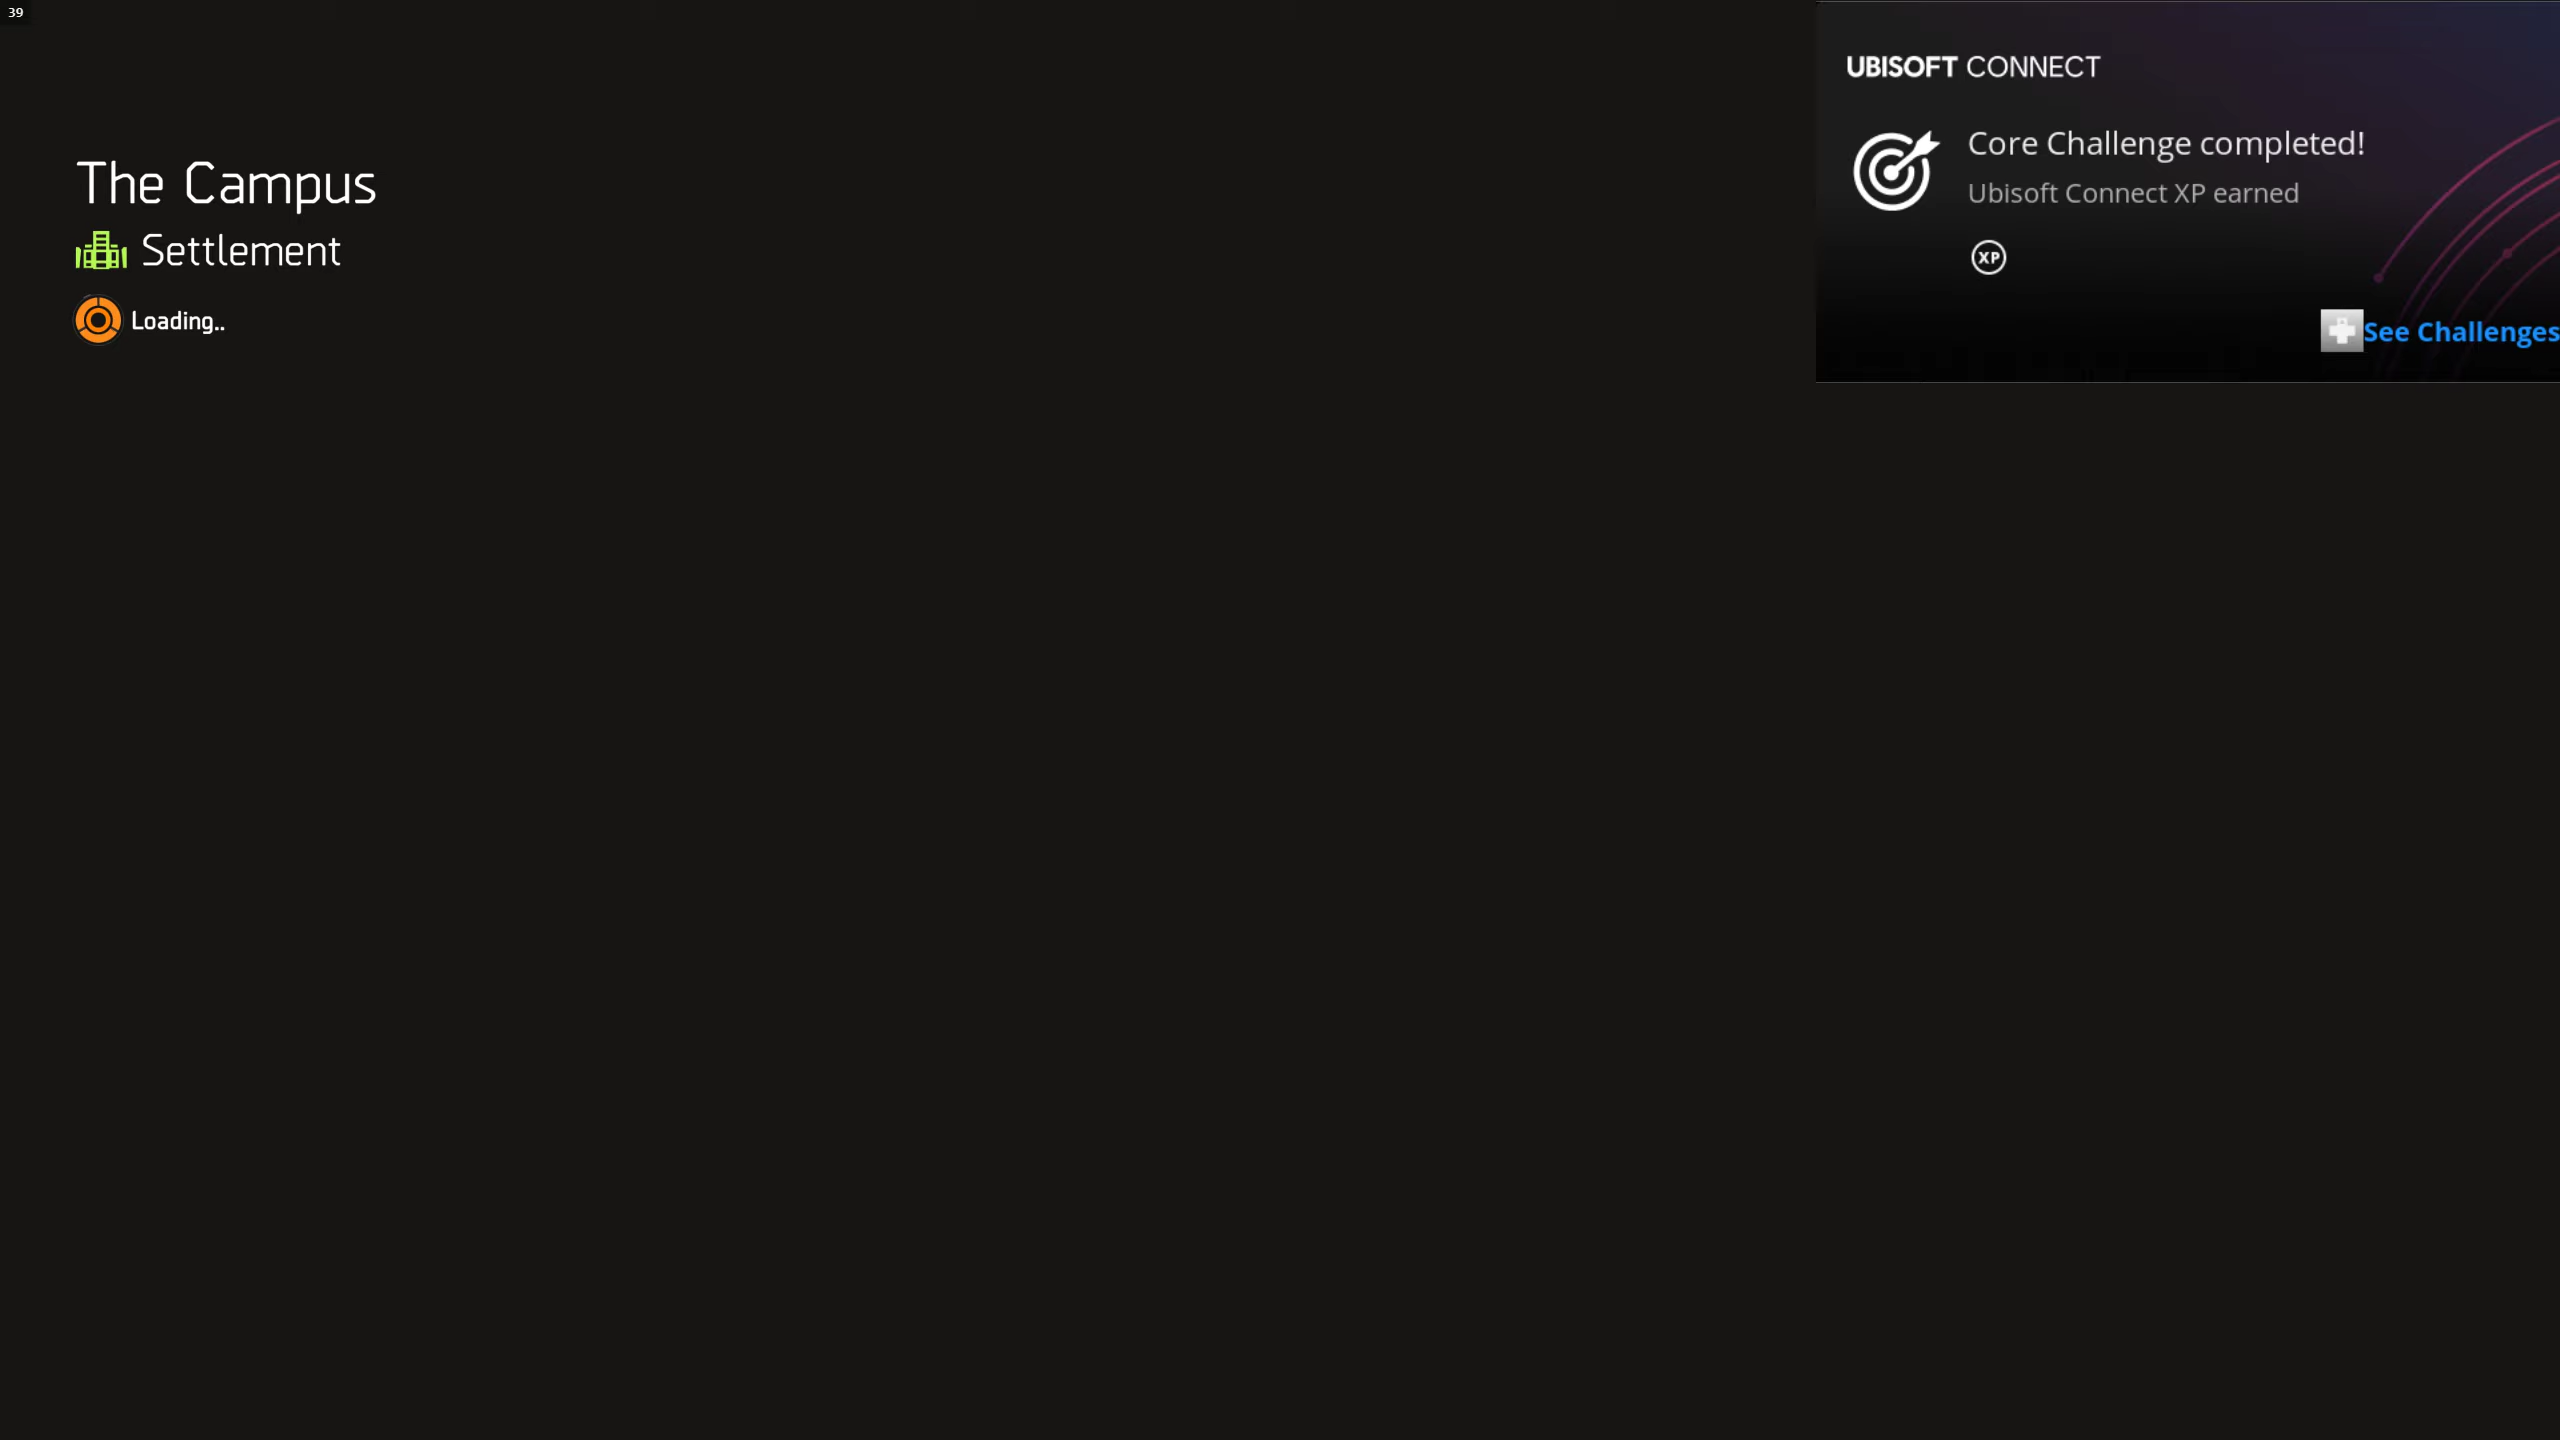 39
The Campus
Settlement
Loading..
UBISOFT CONNECT
Core Challenge completed!
Ubisoft Connect XP earned
XP
See Challenges